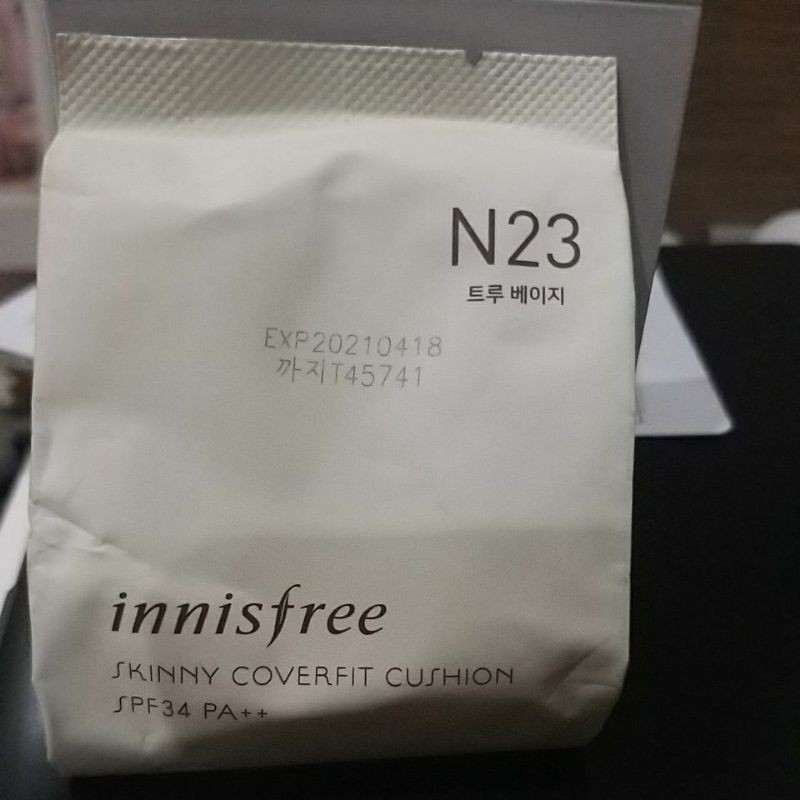 N23
트루 베이지
EXP20210418
까지T45741
innisfree
SKINNY COVERFIT CUSHION
SPF34 PA++